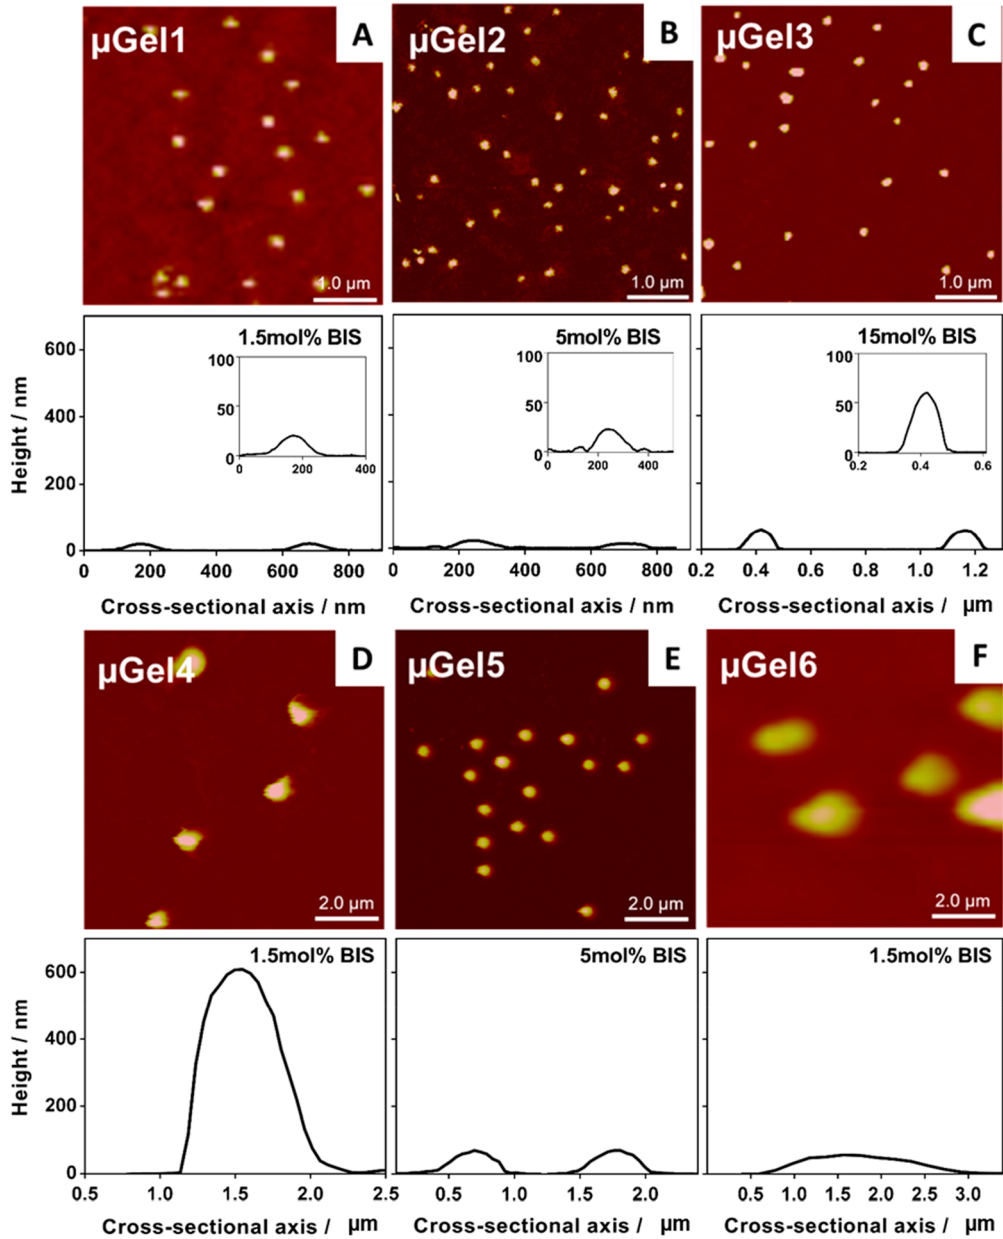 μGel1 A
μGel2 B
μGel3 C
1.0 μm
1.0 μm
1.0 μm
Height / nm
600
400
200
0
1.5mol% BIS
100
50
0
0 200 400
0 200 400 600 800
Cross-sectional axis / nm
5mol% BIS
100
50
0
0 200 400
0 200 400 600 800
Cross-sectional axis / nm
15mol% BIS
100
50
0
0.2 0.4 0.6
0.2 0.4 0.6 0.8 1.0 1.2
Cross-sectional axis / μm
μGel4 D
μGel5 E
μGel6 F
2.0 μm
2.0 μm
2.0 μm
Height / nm
600
400
200
0
1.5mol% BIS
0.5 1.0 1.5 2.0 2.5
Cross-sectional axis / μm
5mol% BIS
0.5 1.0 1.5 2.0
Cross-sectional axis / μm
1.5mol% BIS
0.5 1.0 1.5 2.0 2.5 3.0
Cross-sectional axis / μm